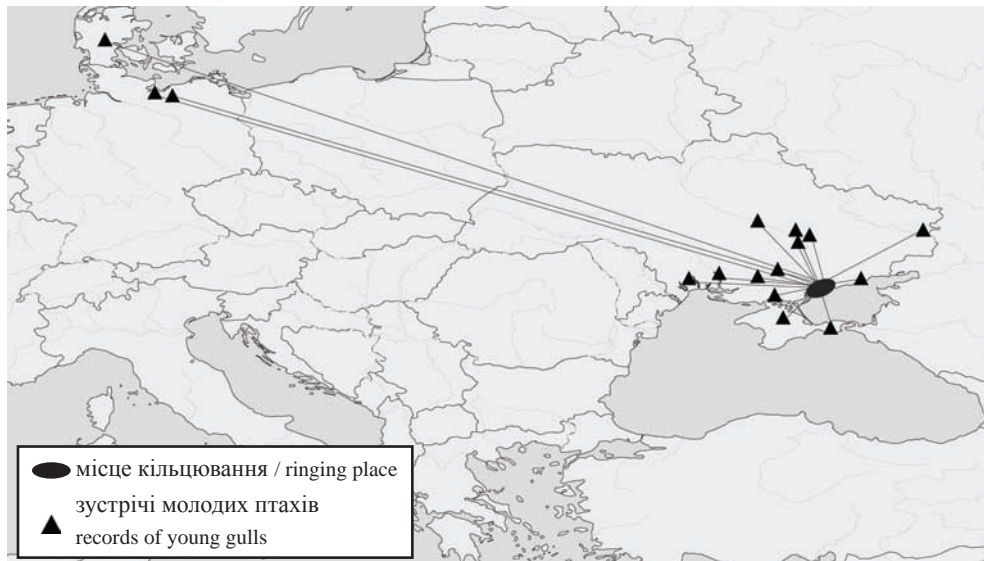 місце кільцювання / ringing place
зустрічі молодих птахів
records of young gulls